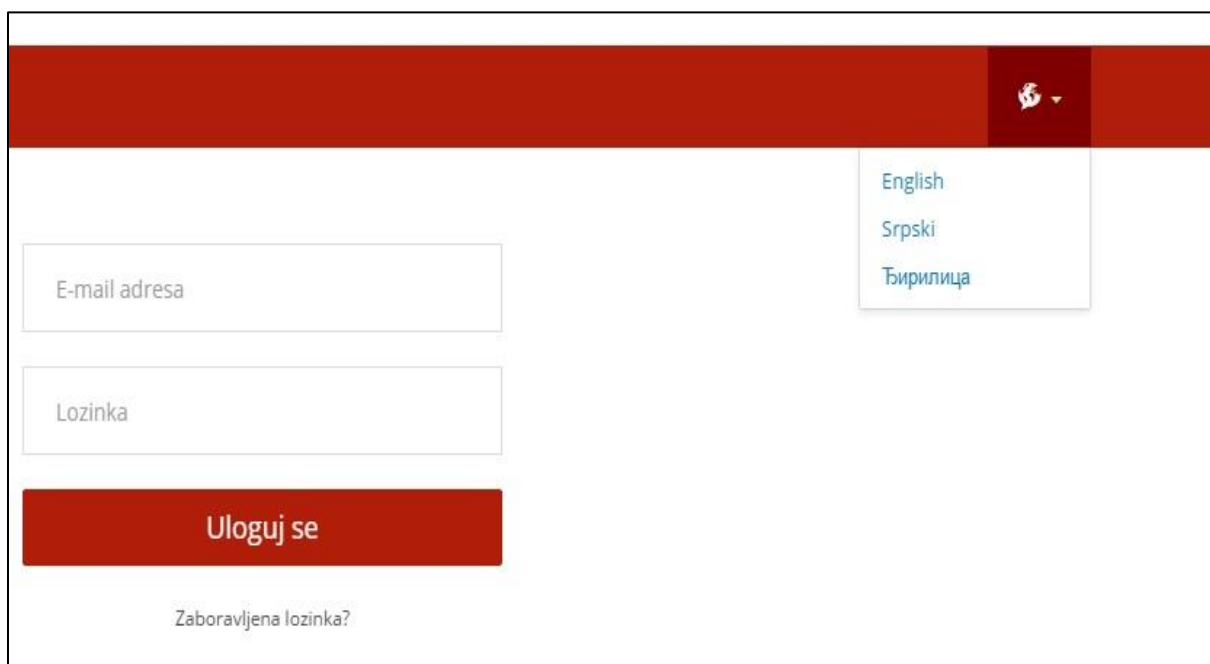 English
Srpski
Ћирилица
E-mail adresa
Lozinka
Uloguj se
Zaboravljena lozinka?